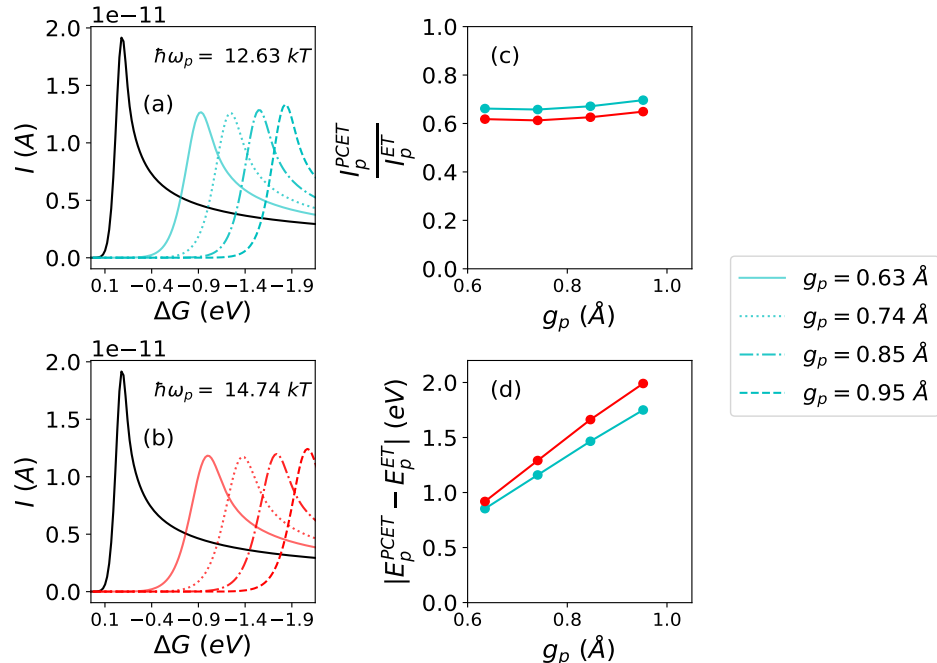 1e−11
ħω_p = 12.63 kT
(a)
I (A)
2.0
1.5
1.0
0.5
0.0
0.1 −0.4 −0.9 −1.4 −1.9
ΔG (eV)
(c)
I_p^{PCET} / I_p^{ET}
1.0
0.8
0.6
0.4
0.2
0.0
0.6 0.8 1.0
g_p (Å)
1e−11
ħω_p = 14.74 kT
(b)
I (A)
2.0
1.5
1.0
0.5
0.0
0.1 −0.4 −0.9 −1.4 −1.9
ΔG (eV)
(d)
|E_p^{PCET} − E_p^{ET}| (eV)
2.0
1.5
1.0
0.5
0.0
0.6 0.8 1.0
g_p (Å)
g_p = 0.63 Å
g_p = 0.74 Å
g_p = 0.85 Å
g_p = 0.95 Å